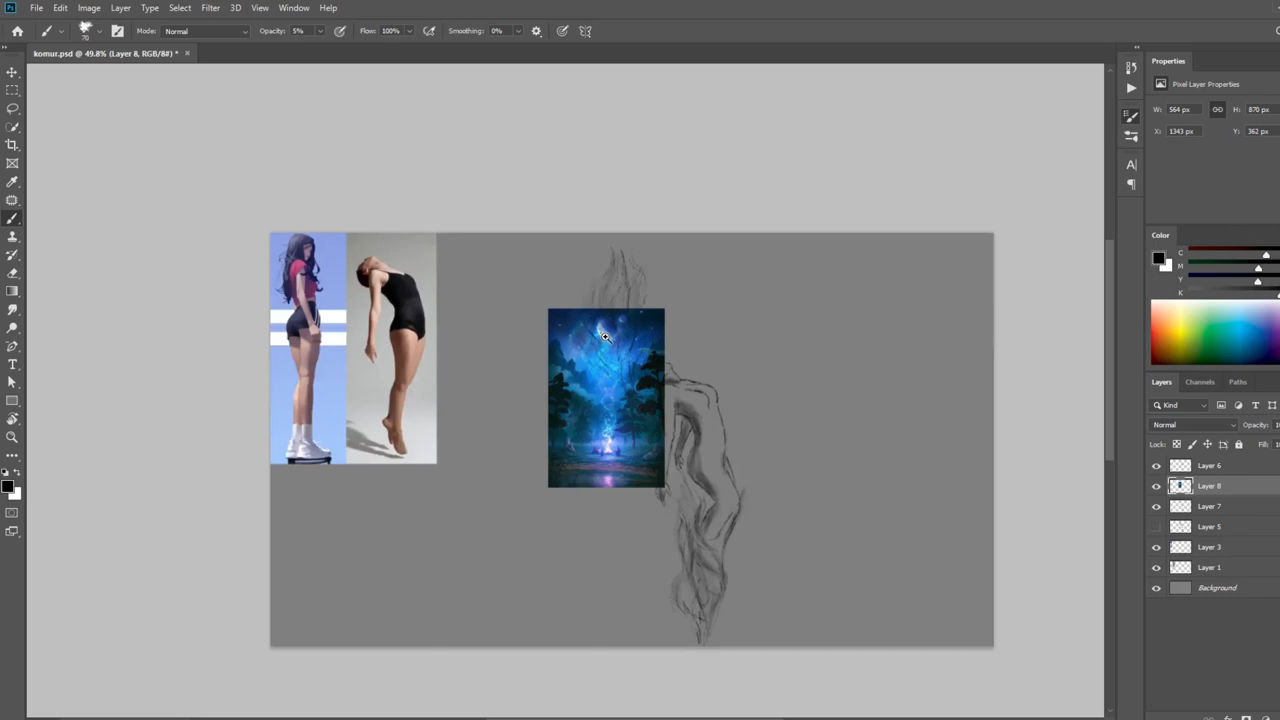 Ps File Edit Image Layer Type Select Filter 3D View Window Help
70 Mode: Normal Opacity: 5% Flow: 100% Smoothing: 0%
komur.psd @ 49.8% (Layer 8, RGB/8#) * ×
Properties
Pixel Layer Properties
W: 564 px H: 870 px
X: 1343 px Y: 362 px
Color
C
M
Y
K
Layers Channels Paths
Kind
Normal Opacity:
Lock: Fill:
Layer 6
Layer 8
Layer 7
Layer 5
Layer 3
Layer 1
Background